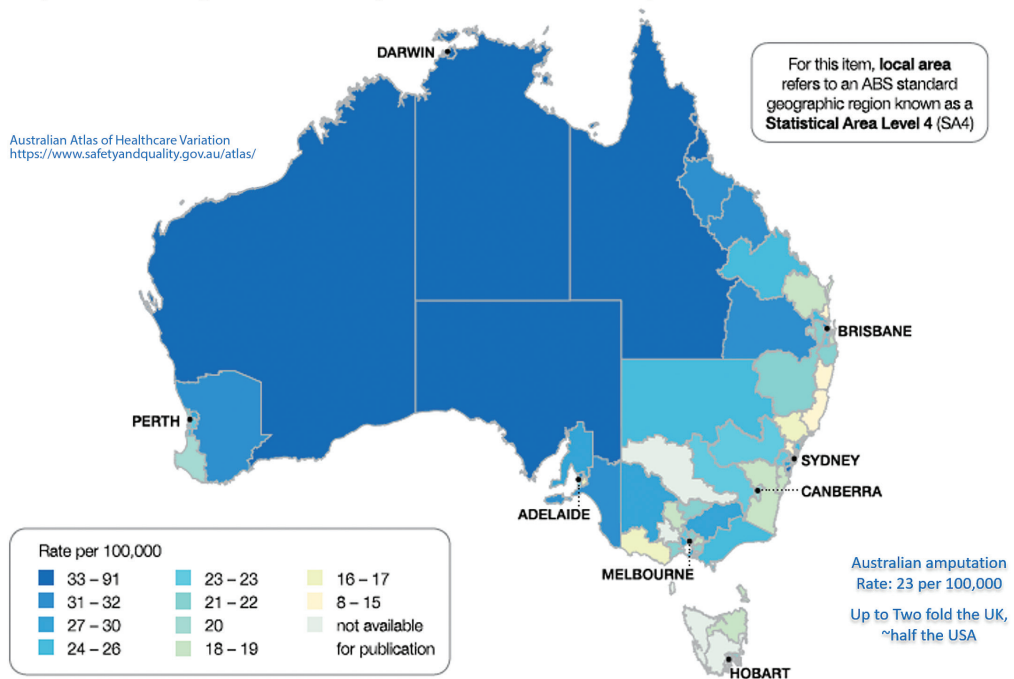 DARWIN
For this item, local area
refers to an ABS standard
geographic region known as a
Statistical Area Level 4 (SA4)
Australian Atlas of Healthcare Variation
https://www.safetyandquality.gov.au/atlas/
BRISBANE
PERTH
SYDNEY
CANBERRA
ADELAIDE
MELBOURNE
HOBART
Rate per 100,000
33 – 91
31 – 32
27 – 30
24 – 26
23 – 23
21 – 22
20
18 – 19
16 – 17
8 – 15
not available
for publication
Australian amputation
Rate: 23 per 100,000
Up to Two fold the UK,
~half the USA